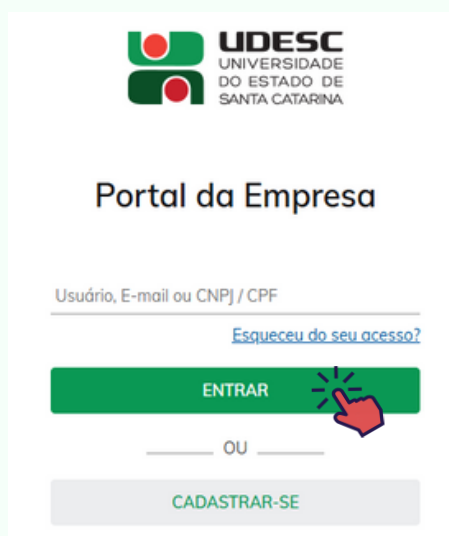 UDESC
UNIVERSIDADE
DO ESTADO DE
SANTA CATARINA
Portal da Empresa
Usuário, E-mail ou CNPJ / CPF
Esqueceu do seu acesso?
ENTRAR
OU
CADASTRAR-SE